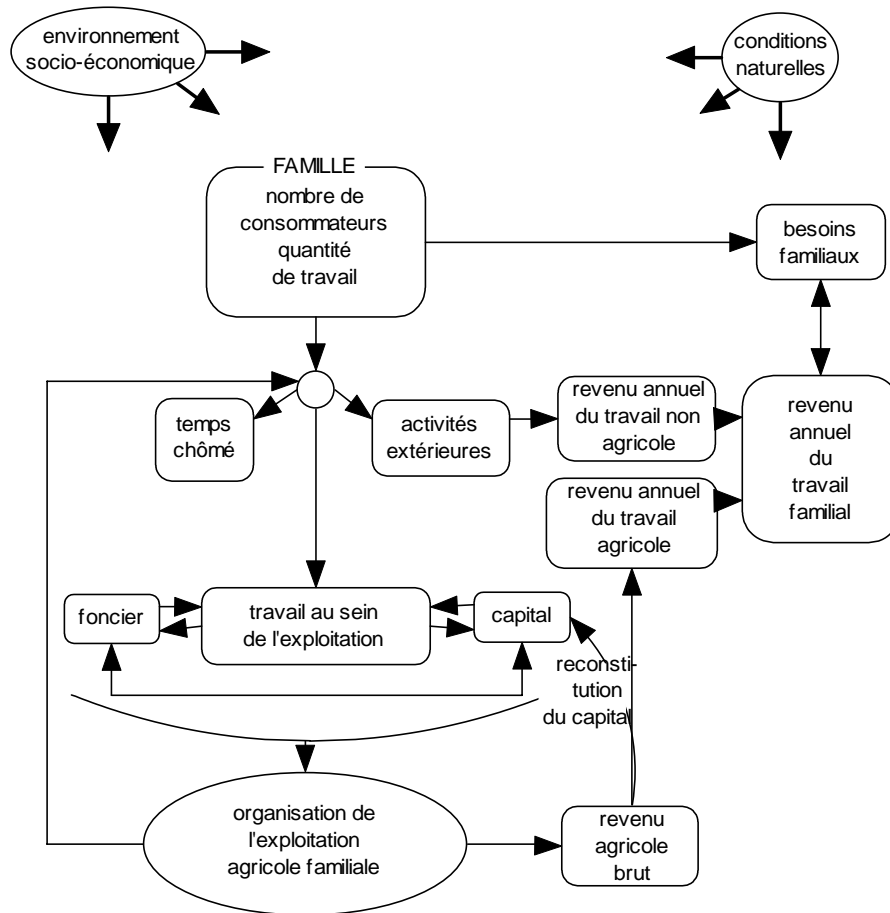 environnement
socio-économique
conditions
naturelles
FAMILLE
nombre de
consommateurs
quantité
de travail
besoins
familiaux
temps
chômé
activités
extérieures
revenu annuel
du travail non
agricole
revenu
annuel
du
travail
familial
revenu annuel
du travail
agricole
foncier
travail au sein
de l'exploitation
capital
reconsti-
tution
du capital
organisation de
l'exploitation
agricole familiale
revenu
agricole
brut